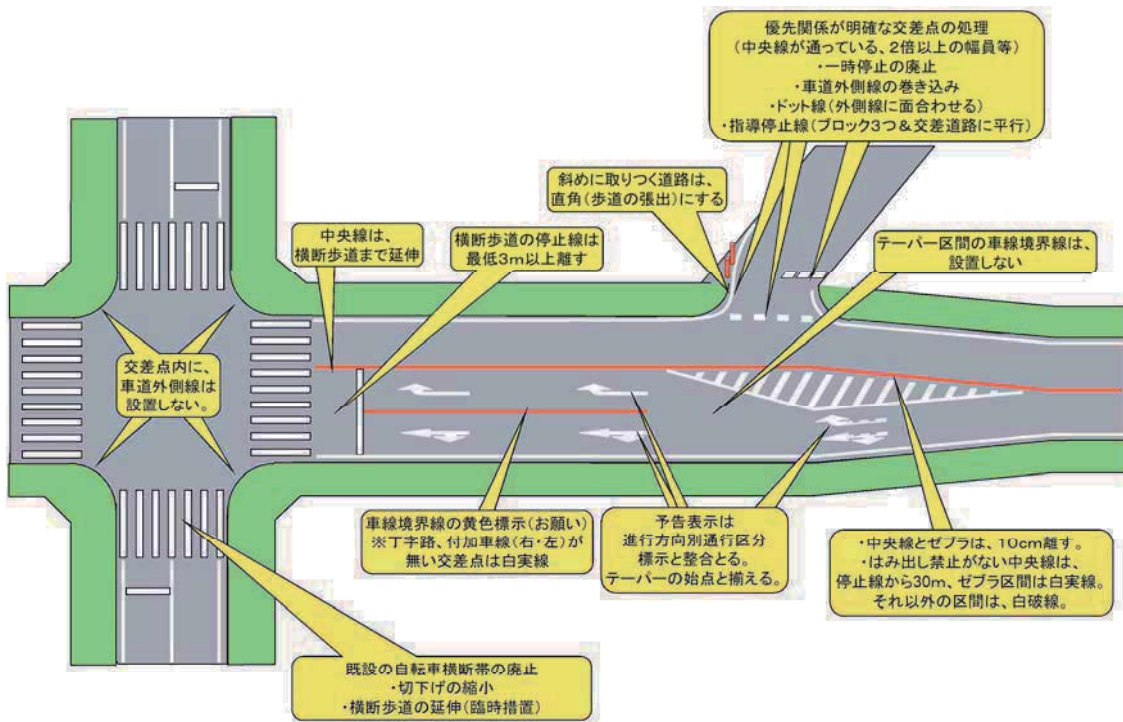 優先関係が明確な交差点の処理
(中央線が通っている、2倍以上の幅員等)
・一時停止の廃止
・車道外側線の巻き込み
・ドット線(外側線に面合わせる)
・指導停止線(ブロック3つ&交差道路に平行)
斜めに取りつく道路は、
直角(歩道の張出)にする
中央線は、
横断歩道まで延伸
横断歩道の停止線は
最低3m以上離す
テーパー区間の車線境界線は、
設置しない
交差点内に、
車道外側線は
設置しない。
車線境界線の黄色標示(お願い)
※丁字路、付加車線(右・左)が
無い交差点は白実線
予告表示は
進行方向別通行区分
標示と整合とる。
テーパーの始点と揃える。
・中央線とゼブラは、10cm離す。
・はみ出し禁止がない中央線は、
停止線から30m、ゼブラ区間は白実線。
それ以外の区間は、白破線。
既設の自転車横断帯の廃止
・切下げの縮小
・横断歩道の延伸(臨時措置)